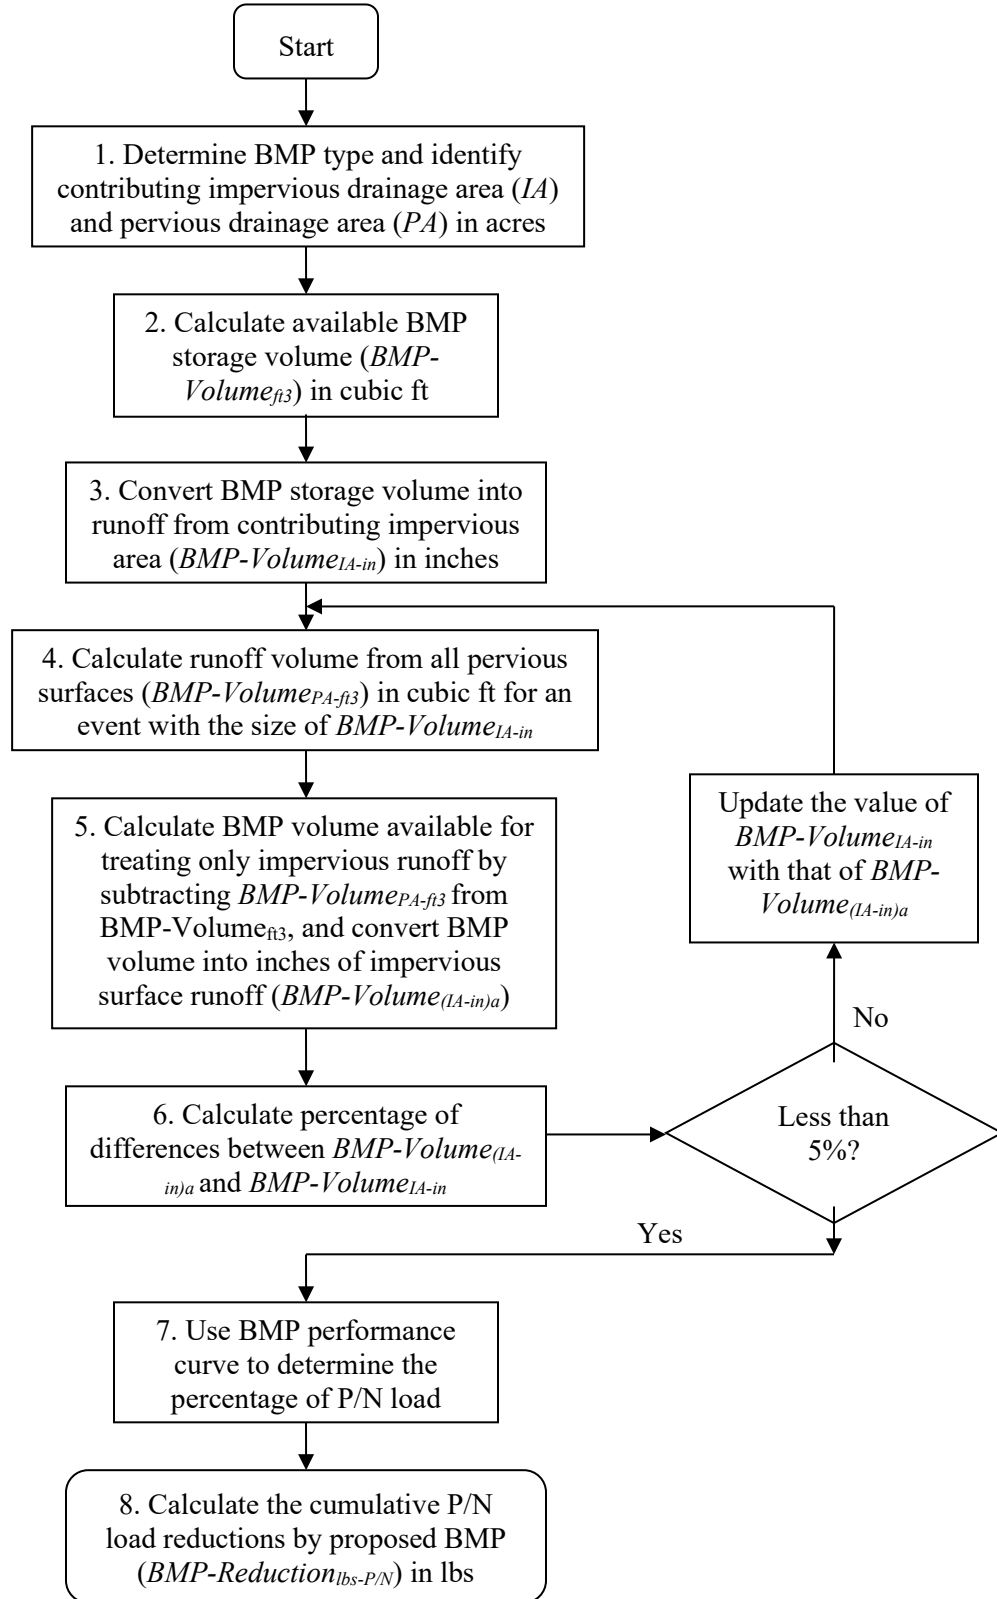 Start
1. Determine BMP type and identify
contributing impervious drainage area (IA)
and pervious drainage area (PA) in acres
2. Calculate available BMP
storage volume (BMP-
Volumeft3) in cubic ft
3. Convert BMP storage volume into
runoff from contributing impervious
area (BMP-VolumeIA-in) in inches
4. Calculate runoff volume from all pervious
surfaces (BMP-VolumePA-ft3) in cubic ft for an
event with the size of BMP-VolumeIA-in
5. Calculate BMP volume available for
treating only impervious runoff by
subtracting BMP-VolumePA-ft3 from
BMP-Volumeft3, and convert BMP
volume into inches of impervious
surface runoff (BMP-Volume(IA-in)a)
Update the value of
BMP-VolumeIA-in
with that of BMP-
Volume(IA-in)a
No
6. Calculate percentage of
differences between BMP-Volume(IA-
in)a and BMP-VolumeIA-in
Less than
5%?
Yes
7. Use BMP performance
curve to determine the
percentage of P/N load
8. Calculate the cumulative P/N
load reductions by proposed BMP
(BMP-Reductionlbs-P/N) in lbs